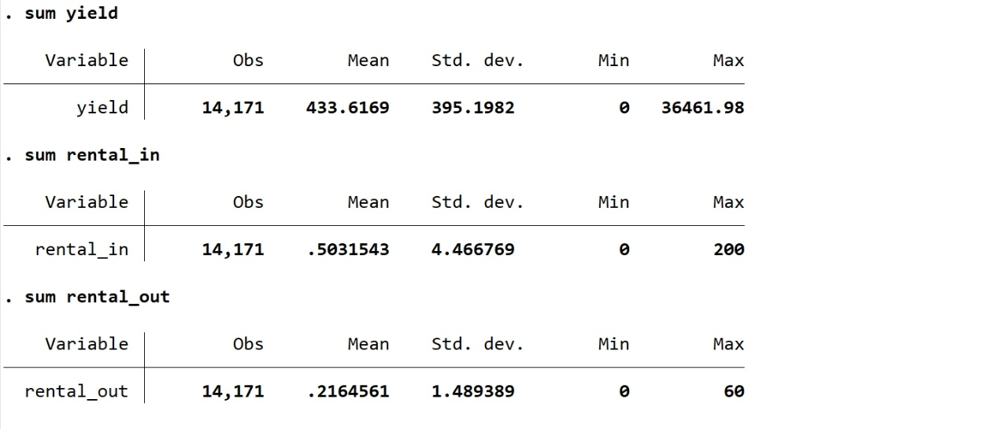 . sum yield
Variable Obs Mean Std. dev. Min Max
yield 14,171 433.6169 395.1982 0 36461.98
. sum rental_in
Variable Obs Mean Std. dev. Min Max
rental_in 14,171 .5031543 4.466769 0 200
. sum rental_out
Variable Obs Mean Std. dev. Min Max
rental_out 14,171 .2164561 1.489389 0 60